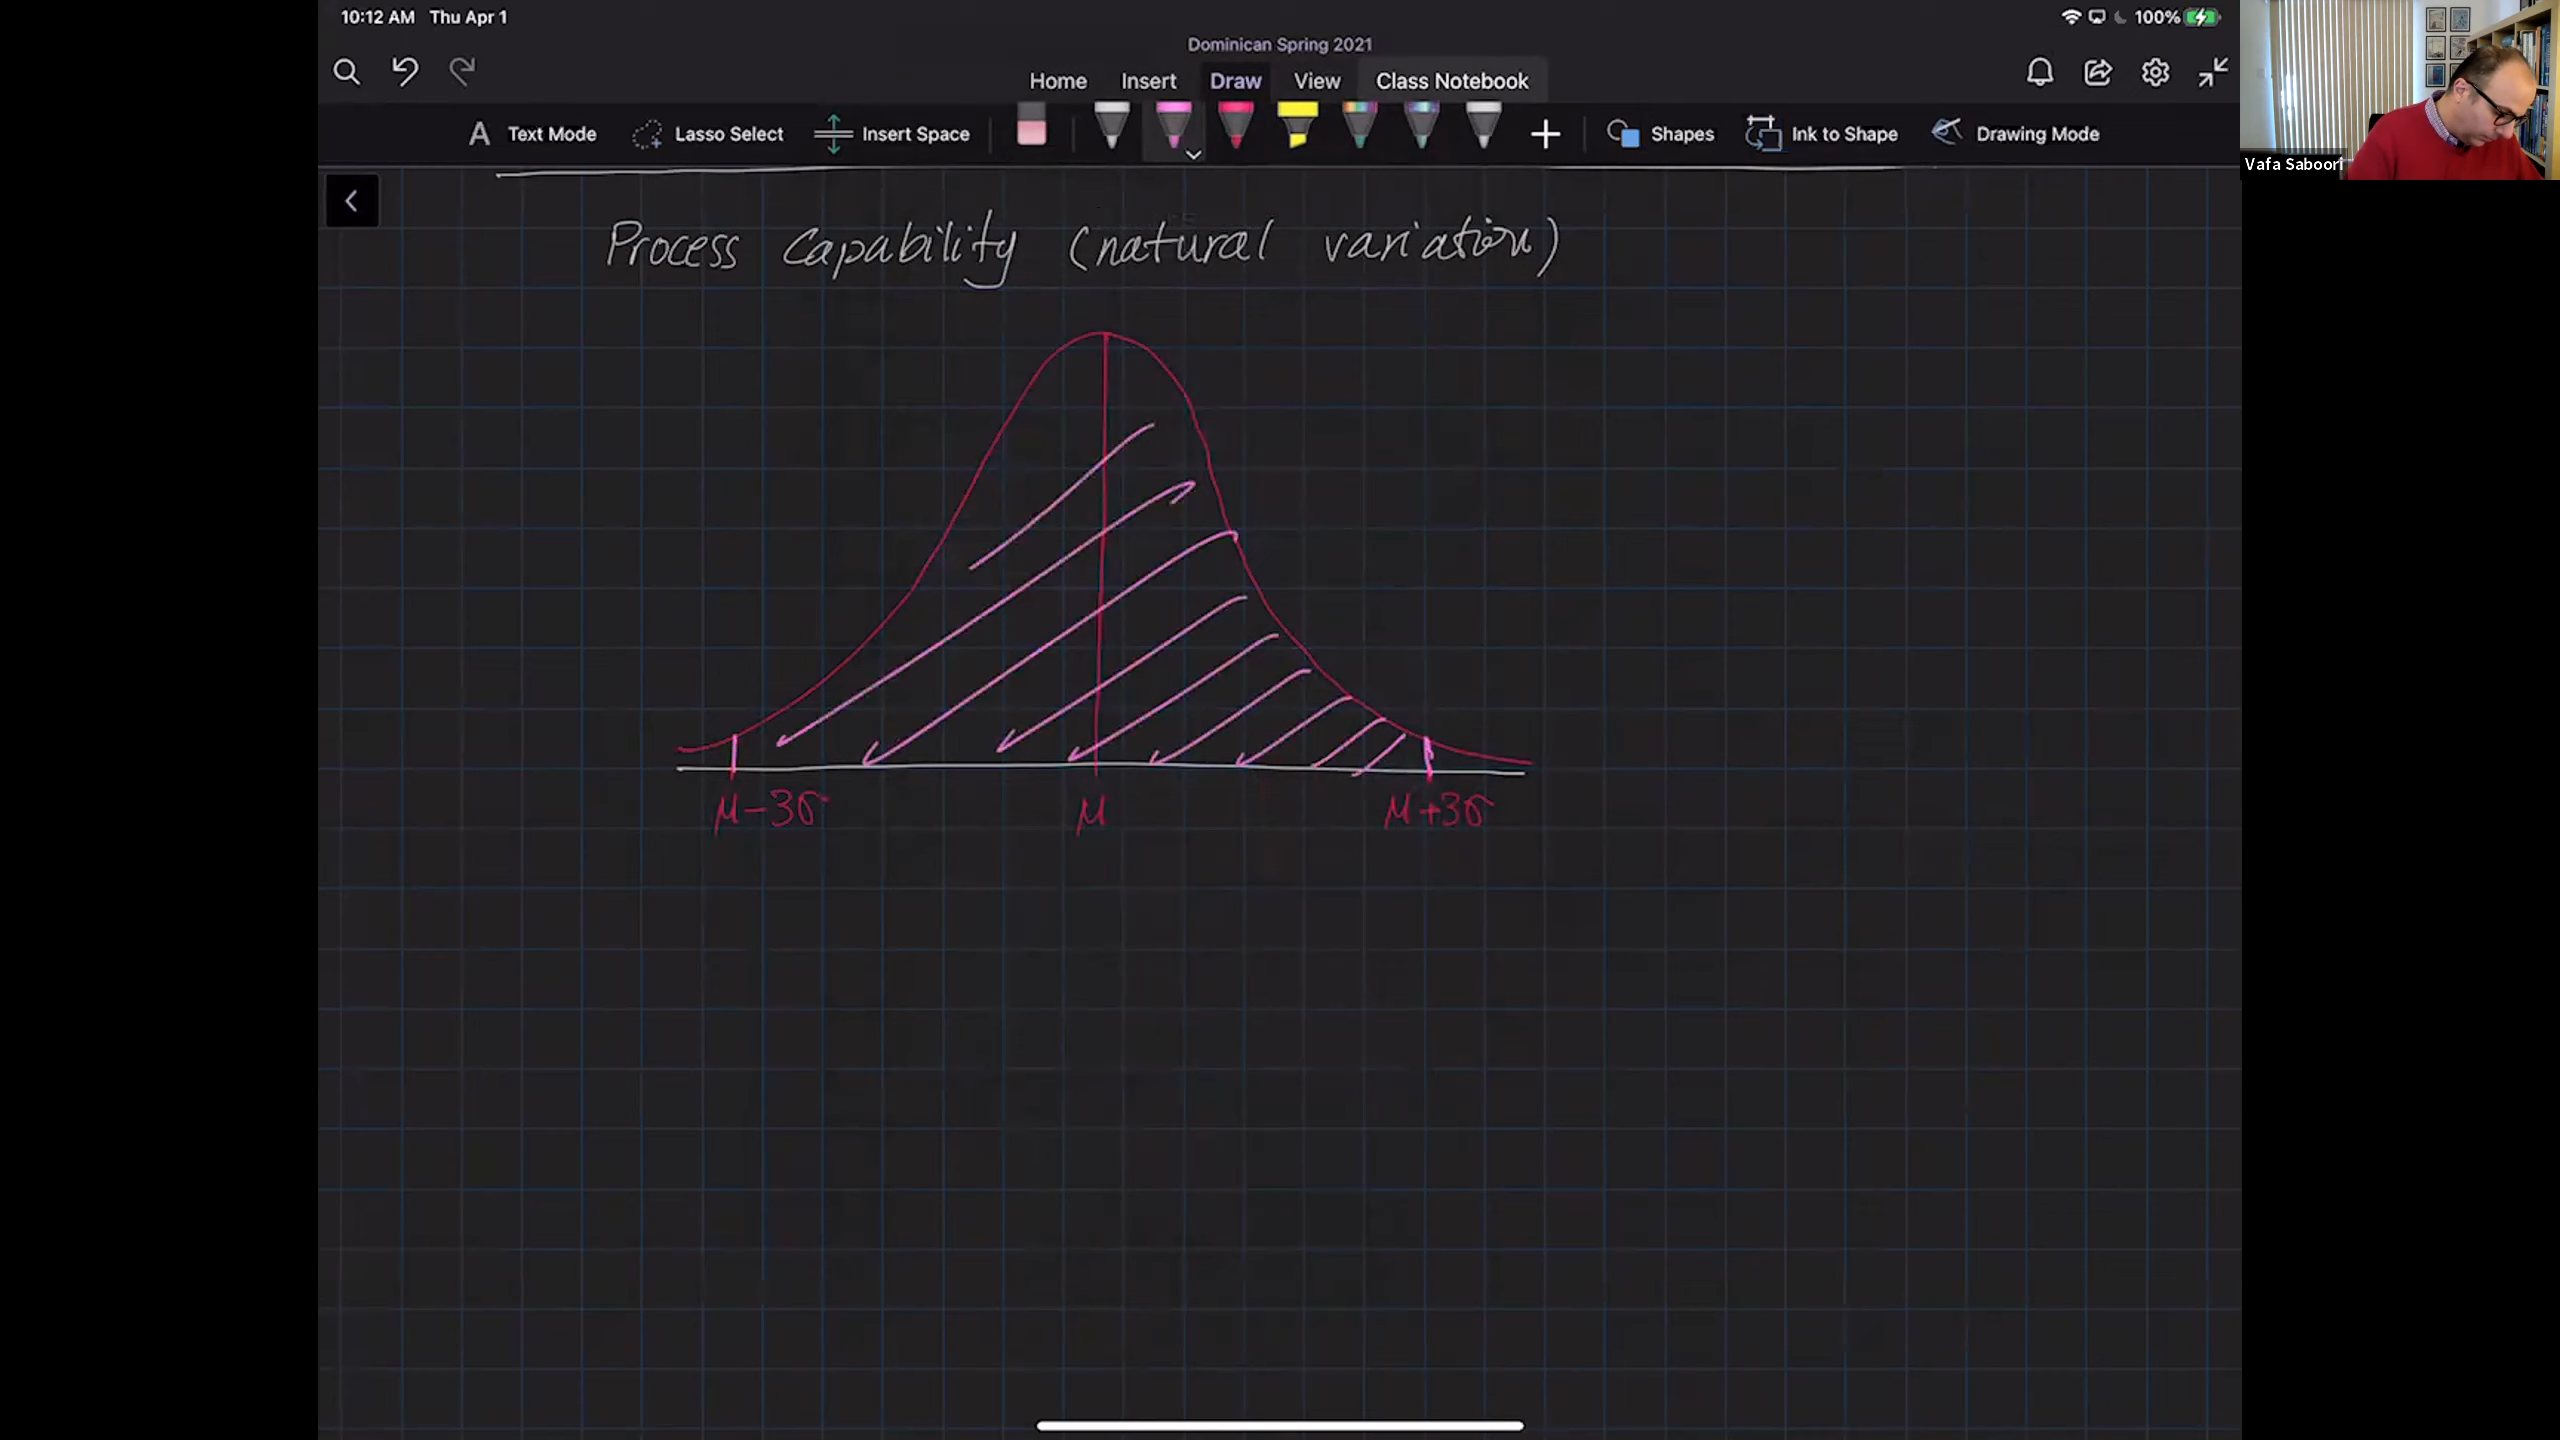 10:12 AM Thu Apr 1
100%
Dominican Spring 2021
Home Insert Draw View Class Notebook
Text Mode Lasso Select Insert Space Shapes Ink to Shape Drawing Mode
Vafa Saboori
Process Capability (natural variation)
μ-3σ μ μ+3σ